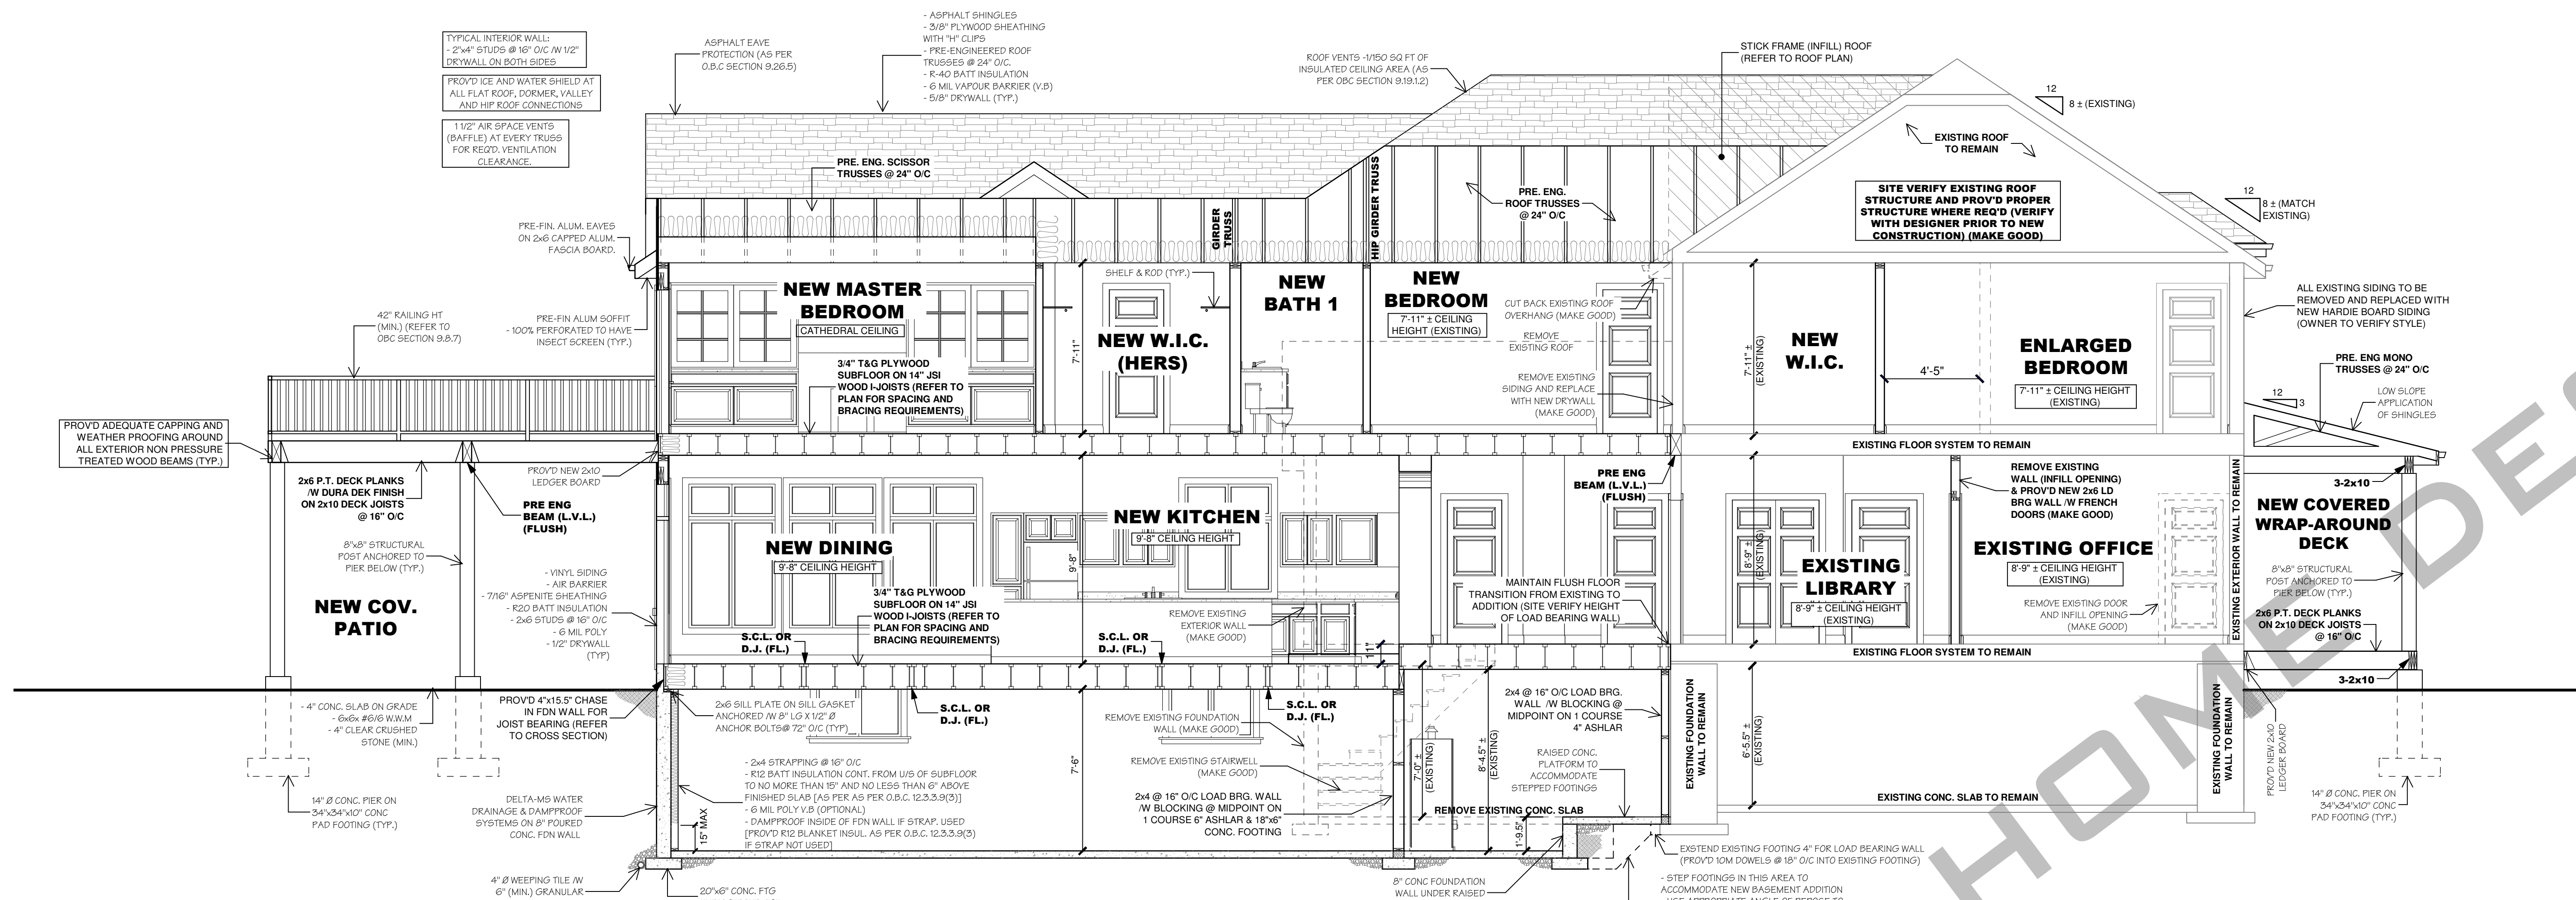 TYPICAL INTERIOR WALL:
- 2"x4" STUDS @ 16" O/C /W 1/2"
DRYWALL ON BOTH SIDES
PROV'D ICE AND WATER SHIELD AT
ALL FLAT ROOF, DORMER, VALLEY
AND HIP ROOF CONNECTIONS
1 1/2" AIR SPACE VENTS
(BAFFLE) AT EVERY TRUSS
FOR REQ'D. VENTILATION
CLEARANCE.
ASPHALT EAVE
PROTECTION (AS PER
O.B.C SECTION 9.26.5)
- ASPHALT SHINGLES
- 3/8" PLYWOOD SHEATHING
WITH "H" CLIPS
- PRE-ENGINEERED ROOF
TRUSSES @ 24" O/C.
- R-40 BATT INSULATION
- 6 MIL VAPOUR BARRIER (V.B)
- 5/8" DRYWALL (TYP.)
ROOF VENTS -1/150 SQ FT OF
INSULATED CEILING AREA (AS
PER OBC SECTION 9.19.1.2)
STICK FRAME (INFILL) ROOF
(REFER TO ROOF PLAN)
12
8 ± (EXISTING)
EXISTING ROOF
TO REMAIN
SITE VERIFY EXISTING ROOF
STRUCTURE AND PROV'D PROPER
STRUCTURE WHERE REQ'D (VERIFY
WITH DESIGNER PRIOR TO NEW
CONSTRUCTION) (MAKE GOOD)
12
8 ± (MATCH
EXISTING)
PRE. ENG. SCISSOR
TRUSSES @ 24" O/C
GIRDER
TRUSS
HIP GIRDER TRUSS
PRE. ENG.
ROOF TRUSSES
@ 24" O/C
PRE-FIN. ALUM. EAVES
ON 2x6 CAPPED ALUM.
FASCIA BOARD.
PRE-FIN ALUM SOFFIT
- 100% PERFORATED TO HAVE
INSECT SCREEN (TYP.)
42" RAILING HT
(MIN.) (REFER TO
OBC SECTION 9.8.7)
NEW MASTER
BEDROOM
CATHEDRAL CEILING
3/4" T&G PLYWOOD
SUBFLOOR ON 14" JSI
WOOD I-JOISTS (REFER TO
PLAN FOR SPACING AND
BRACING REQUIREMENTS)
7'-11"
SHELF & ROD (TYP.)
NEW W.I.C.
(HERS)
NEW
BATH 1
NEW
BEDROOM
7'-11" ± CEILING
HEIGHT (EXISTING)
CUT BACK EXISTING ROOF
OVERHANG (MAKE GOOD)
REMOVE
EXISTING ROOF
REMOVE EXISTING
SIDING AND REPLACE
WITH NEW DRYWALL
(MAKE GOOD)
7'-11" ±
(EXISTING)
NEW
W.I.C.
4'-5"
ENLARGED
BEDROOM
7'-11" ± CEILING HEIGHT
(EXISTING)
ALL EXISTING SIDING TO BE
REMOVED AND REPLACED WITH
NEW HARDIE BOARD SIDING
(OWNER TO VERIFY STYLE)
PRE. ENG MONO
TRUSSES @ 24" O/C
12
3
LOW SLOPE
APPLICATION
OF SHINGLES
PROV'D ADEQUATE CAPPING AND
WEATHER PROOFING AROUND
ALL EXTERIOR NON PRESSURE
TREATED WOOD BEAMS (TYP.)
2x6 P.T. DECK PLANKS
/W DURA DEK FINISH
ON 2x10 DECK JOISTS
@ 16" O/C
PROV'D NEW 2x10
LEDGER BOARD
PRE ENG
BEAM (L.V.L.)
(FLUSH)
8"x8" STRUCTURAL
POST ANCHORED TO
PIER BELOW (TYP.)
NEW COV.
PATIO
- VINYL SIDING
- AIR BARRIER
- 7/16" ASPENITE SHEATHING
- R20 BATT INSULATION
- 2x6 STUDS @ 16" O/C
- 6 MIL POLY
- 1/2" DRYWALL
(TYP)
NEW DINING
9'-8" CEILING HEIGHT
3/4" T&G PLYWOOD
SUBFLOOR ON 14" JSI
WOOD I-JOISTS (REFER TO
PLAN FOR SPACING AND
BRACING REQUIREMENTS)
S.C.L. OR
D.J. (FL.)
9'-8"
NEW KITCHEN
9'-8" CEILING HEIGHT
REMOVE EXISTING
EXTERIOR WALL
(MAKE GOOD)
S.C.L. OR
D.J. (FL.)
11"
MAINTAIN FLUSH FLOOR
TRANSITION FROM EXISTING TO
ADDITION (SITE VERIFY HEIGHT
OF LOAD BEARING WALL)
PRE ENG
BEAM (L.V.L.)
(FLUSH)
EXISTING FLOOR SYSTEM TO REMAIN
8'-9" ±
(EXISTING)
EXISTING
LIBRARY
8'-9" ± CEILING HEIGHT
(EXISTING)
REMOVE EXISTING
WALL (INFILL OPENING)
& PROV'D NEW 2x6 LD
BRG WALL /W FRENCH
DOORS (MAKE GOOD)
EXISTING OFFICE
8'-9" ± CEILING HEIGHT
(EXISTING)
REMOVE EXISTING DOOR
AND INFILL OPENING
(MAKE GOOD)
EXISTING EXTERIOR WALL TO REMAIN
3-2x10
NEW COVERED
WRAP-AROUND
DECK
8"x8" STRUCTURAL
POST ANCHORED TO
PIER BELOW (TYP.)
2x6 P.T. DECK PLANKS
ON 2x10 DECK JOISTS
@ 16" O/C
3-2x10
EXISTING FLOOR SYSTEM TO REMAIN
- 4" CONC. SLAB ON GRADE
- 6x6x #6/6 W.W.M
- 4" CLEAR CRUSHED
STONE (MIN.)
PROV'D 4"x15.5" CHASE
IN FDN WALL FOR
JOIST BEARING (REFER
TO CROSS SECTION)
2x6 SILL PLATE ON SILL GASKET
ANCHORED /W 8" LG X 1/2" Ø
ANCHOR BOLTS@ 72" O/C (TYP)
S.C.L. OR
D.J. (FL.)
REMOVE EXISTING FOUNDATION
WALL (MAKE GOOD)
S.C.L. OR
D.J. (FL.)
2x4 @ 16" O/C LOAD BRG.
WALL /W BLOCKING @
MIDPOINT ON 1 COURSE
4" ASHLAR
EXISTING FOUNDATION
WALL TO REMAIN
6'-5.5" ±
(EXISTING)
EXISTING FOUNDATION
WALL TO REMAIN
PROV'D NEW 2x10
LEDGER BOARD
14" Ø CONC. PIER ON
34"x34"x10" CONC
PAD FOOTING (TYP.)
DELTA-MS WATER
DRAINAGE & DAMPPROOF
SYSTEMS ON 8" POURED
CONC. FDN WALL
15" MAX
- 2x4 STRAPPING @ 16" O/C
- R12 BATT INSULATION CONT. FROM U/S OF SUBFLOOR
TO NO MORE THAN 15" AND NO LESS THAN 6" ABOVE
FINISHED SLAB [AS PER AS PER O.B.C. 12.3.3.9(3)]
- 6 MIL POLY V.B (OPTIONAL)
- DAMPPROOF INSIDE OF FDN WALL IF STRAP. USED
[PROV'D R12 BLANKET INSUL. AS PER O.B.C. 12.3.3.9(3)
IF STRAP NOT USED]
7'-6"
REMOVE EXISTING STAIRWELL
(MAKE GOOD)
2x4 @ 16" O/C LOAD BRG. WALL
/W BLOCKING @ MIDPOINT ON
1 COURSE 6" ASHLAR & 18"x6"
CONC. FOOTING
7'-0" ±
(EXISTING)
8'-4.5" ±
(EXISTING)
RAISED CONC.
PLATFORM TO
ACCOMMODATE
STEPPED FOOTINGS
REMOVE EXISTING CONC. SLAB
1'-9.5"
EXISTING CONC. SLAB TO REMAIN
14" Ø CONC. PIER ON
34"x34"x10" CONC
PAD FOOTING (TYP.)
4" Ø WEEPING TILE /W
6" (MIN.) GRANULAR
20"x6" CONC. FTG
8" CONC FOUNDATION
WALL UNDER RAISED
EXSTEND EXISTING FOOTING 4" FOR LOAD BEARING WALL
(PROV'D 10M DOWELS @ 18" O/C INTO EXISTING FOOTING)
- STEP FOOTINGS IN THIS AREA TO
ACCOMMODATE NEW BASEMENT ADDITION
HOME DES